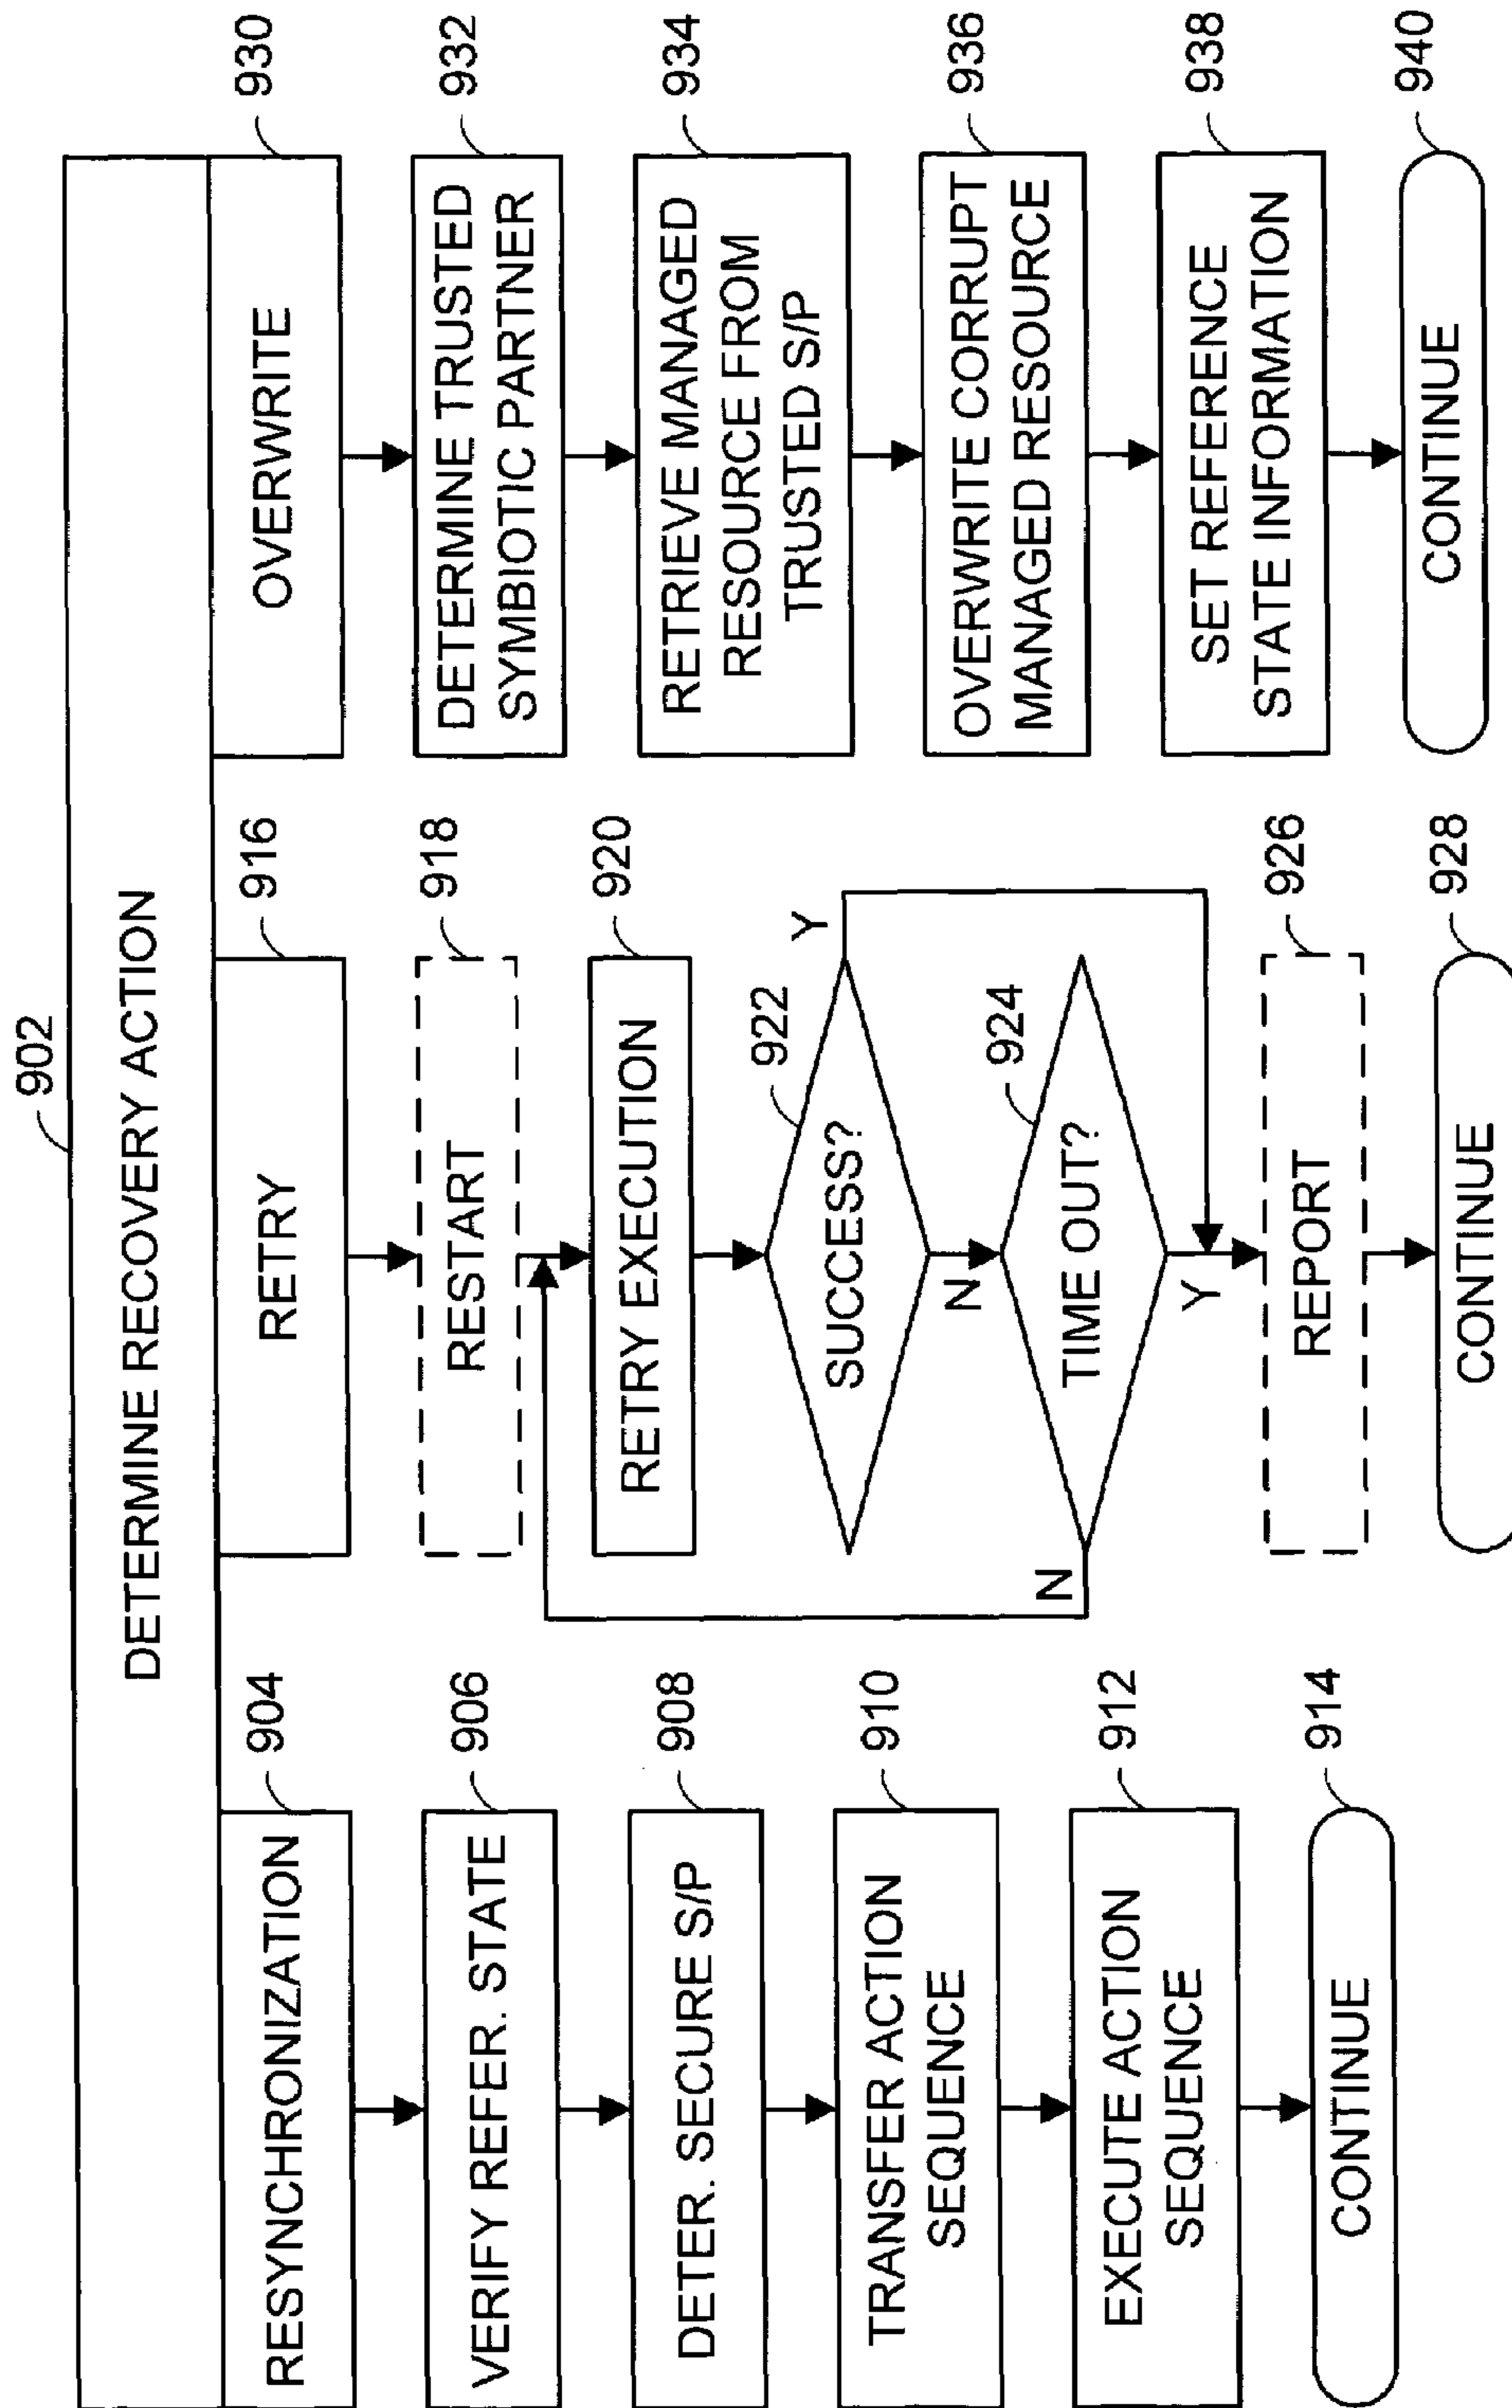 902
DETERMINE RECOVERY ACTION
RESYNCHRONIZATION
904
VERIFY REFER. STATE
906
DETER. SECURE S/P
908
TRANSFER ACTION
SEQUENCE
910
EXECUTE ACTION
SEQUENCE
912
CONTINUE
914
RETRY
916
RESTART
918
RETRY EXECUTION
920
SUCCESS?
922
Y
N
TIME OUT?
924
N
Y
REPORT
926
CONTINUE
928
OVERWRITE
930
DETERMINE TRUSTED
SYMBIOTIC PARTNER
932
RETRIEVE MANAGED
RESOURCE FROM
TRUSTED S/P
934
OVERWRITE CORRUPT
MANAGED RESOURCE
936
SET REFERENCE
STATE INFORMATION
938
CONTINUE
940